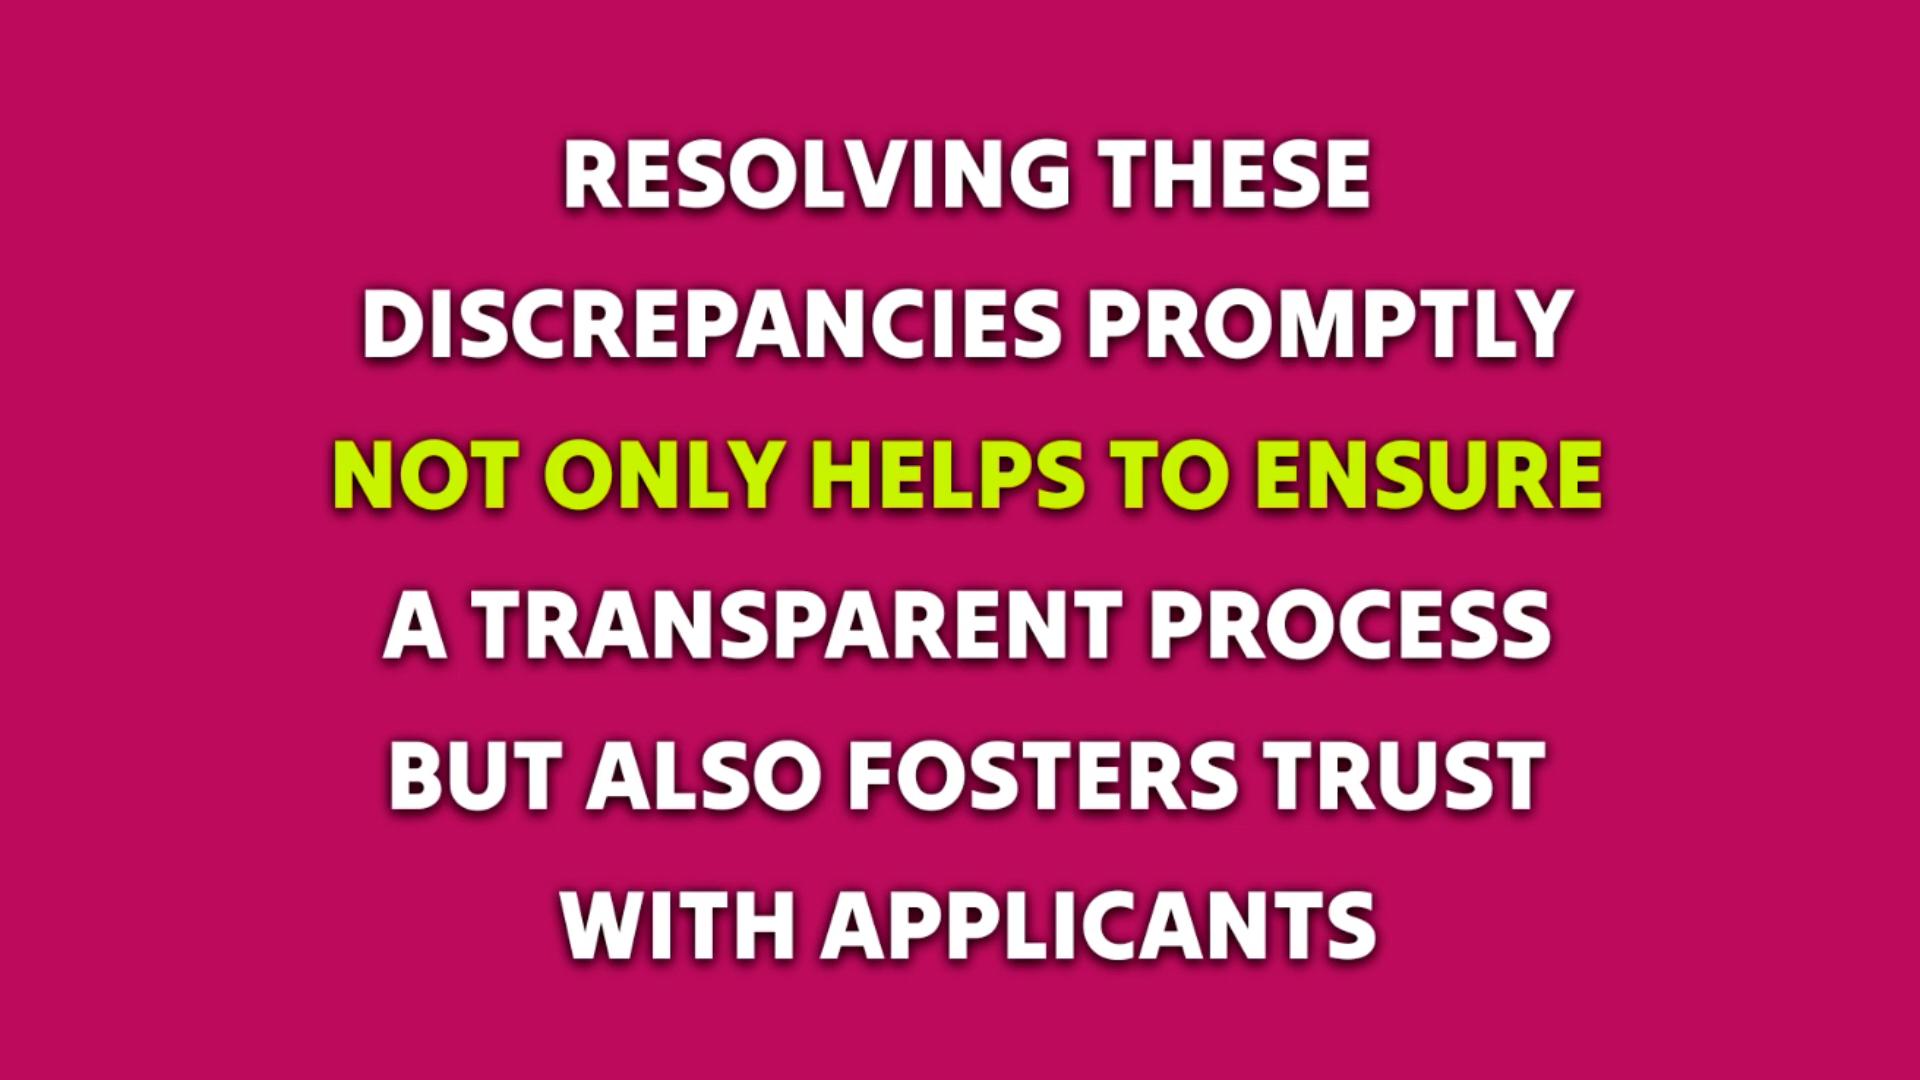 RESOLVING THESE
DISCREPANCIES PROMPTLY
NOT ONLY HELPS TO ENSURE
A TRANSPARENT PROCESS
BUT ALSO FOSTERS TRUST
WITH APPLICANTS